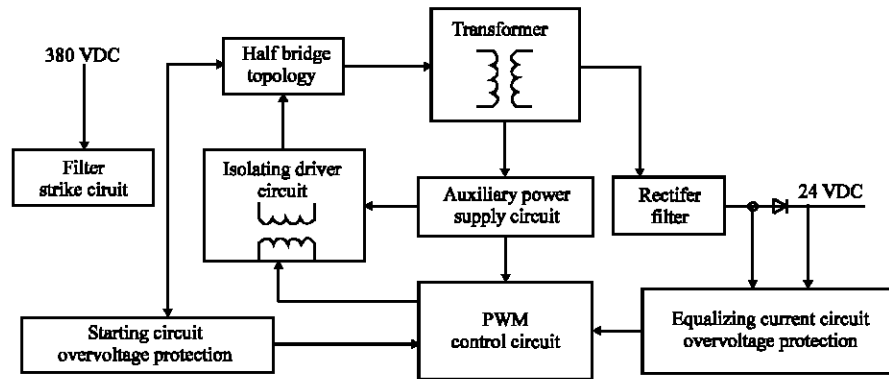 380 VDC
Half bridge
topology
Transformer
Filter
strike ciruit
Isolating driver
circuit
Auxiliary power
supply circuit
Rectifer
filter
24 VDC
Starting circuit
overvoltage protection
PWM
control circuit
Equalizing current circuit
overvoltage protection